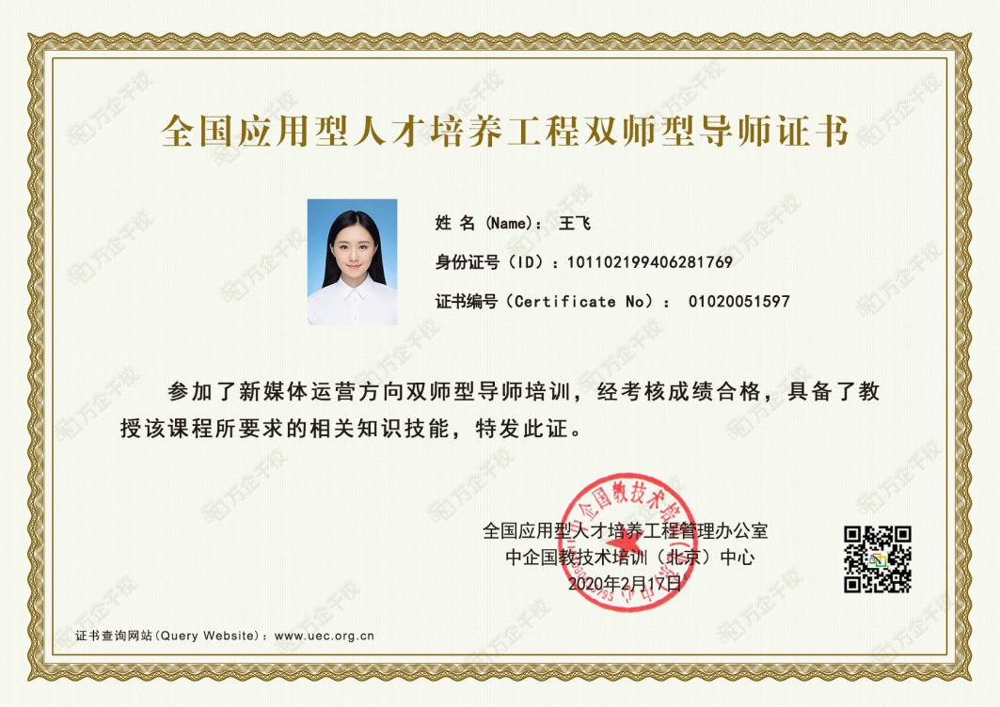 全国应用型人才培养工程双师型导师证书
姓 名 (Name)： 王飞
身份证号（ID）：101102199406281769
证书编号（Certificate No）： 01020051597
参加了新媒体运营方向双师型导师培训，经考核成绩合格，具备了教
授该课程所要求的相关知识技能，特发此证。
全国应用型人才培养工程管理办公室
中企国教技术培训（北京）中心
2020年2月17日
证书查询网站(Query Website)：www.uec.org.cn
万企千校